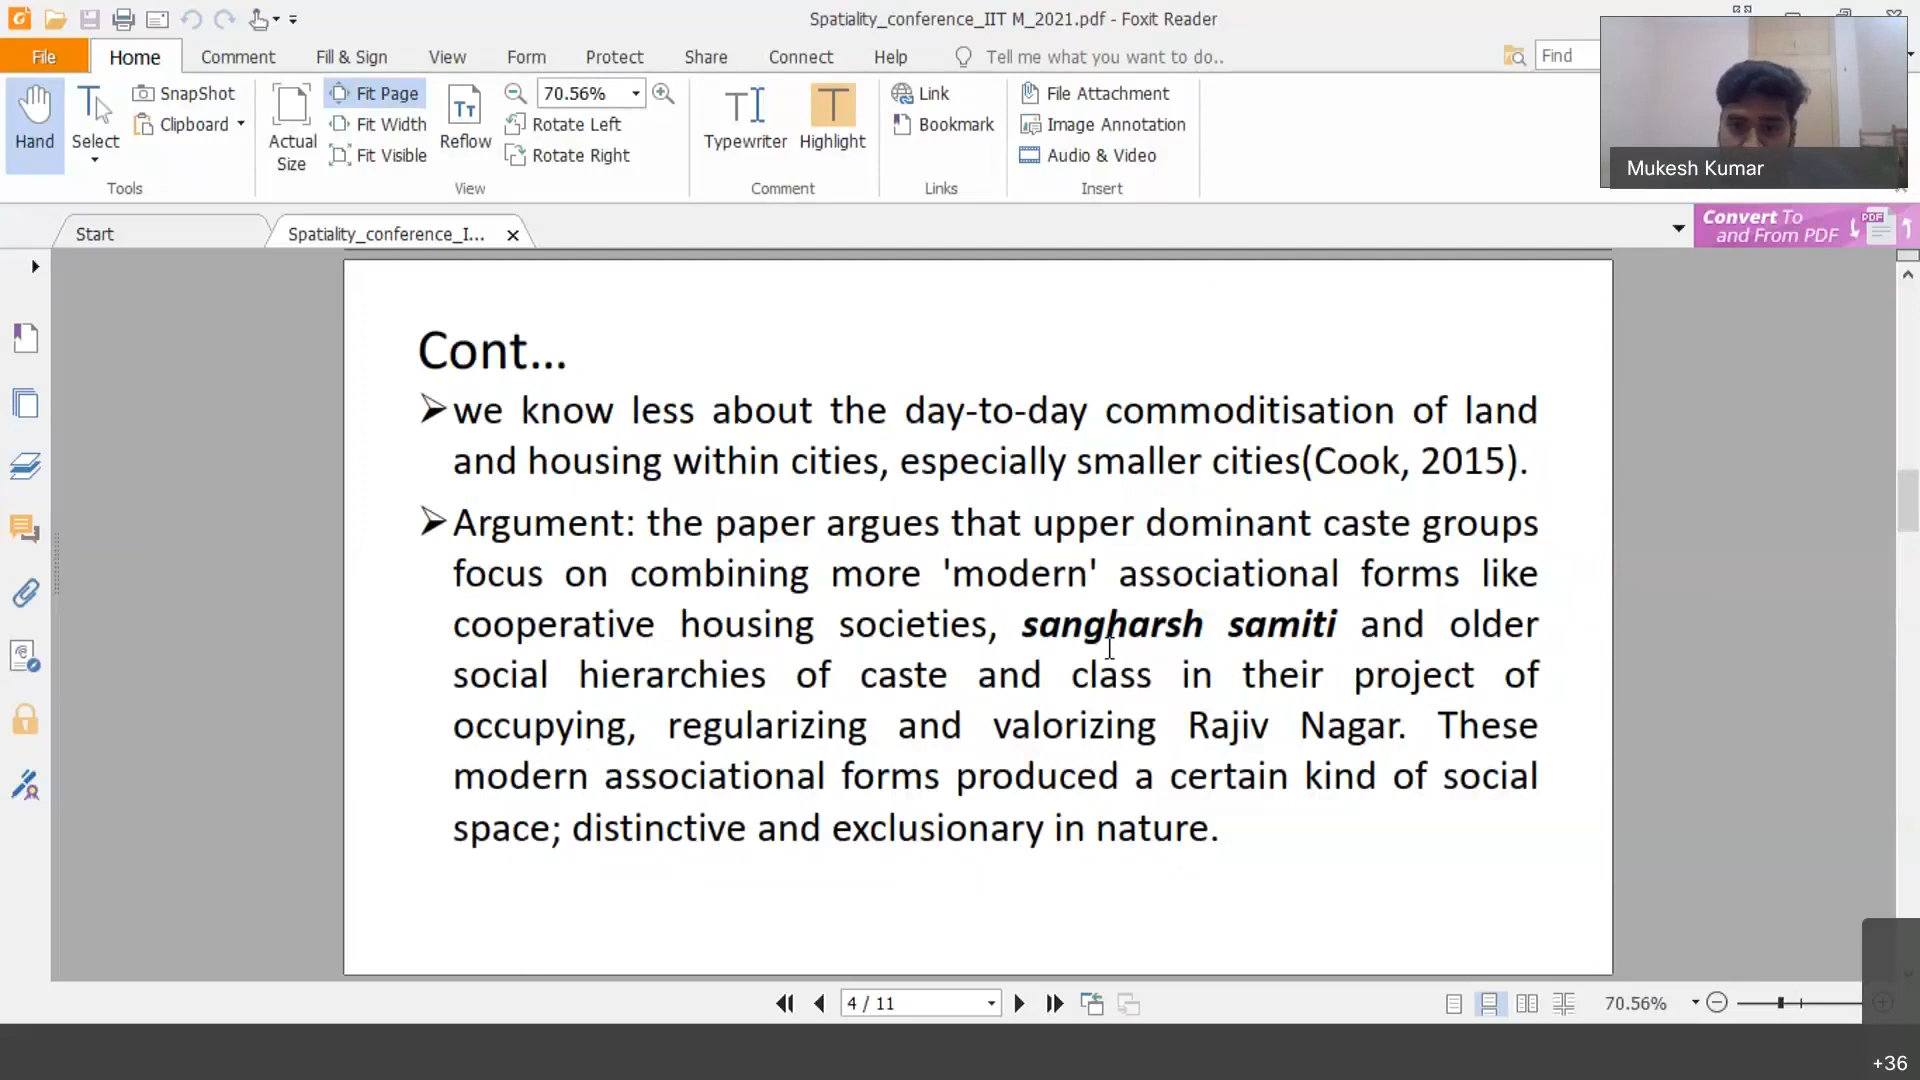 Spatiality_conference_IIT M_2021.pdf - Foxit Reader
File Home Comment Fill & Sign View Form Protect Share Connect Help Tell me what you want to do.. Find
Hand
Select
SnapShot
Clipboard
Tools
Actual Size
Fit Page
Fit Width
Fit Visible
Reflow
70.56%
Rotate Left
Rotate Right
View
Typewriter
Highlight
Comment
Link
Bookmark
Links
File Attachment
Image Annotation
Audio & Video
Insert
Mukesh Kumar
Start
Spatiality_conference_I...
Convert To
and From PDF
PDF
Cont...
➢we know less about the day-to-day commoditisation of land
and housing within cities, especially smaller cities(Cook, 2015).
➢Argument: the paper argues that upper dominant caste groups
focus on combining more 'modern' associational forms like
cooperative housing societies, sangharsh samiti and older
social hierarchies of caste and class in their project of
occupying, regularizing and valorizing Rajiv Nagar. These
modern associational forms produced a certain kind of social
space; distinctive and exclusionary in nature.
4 / 11
70.56%
+36